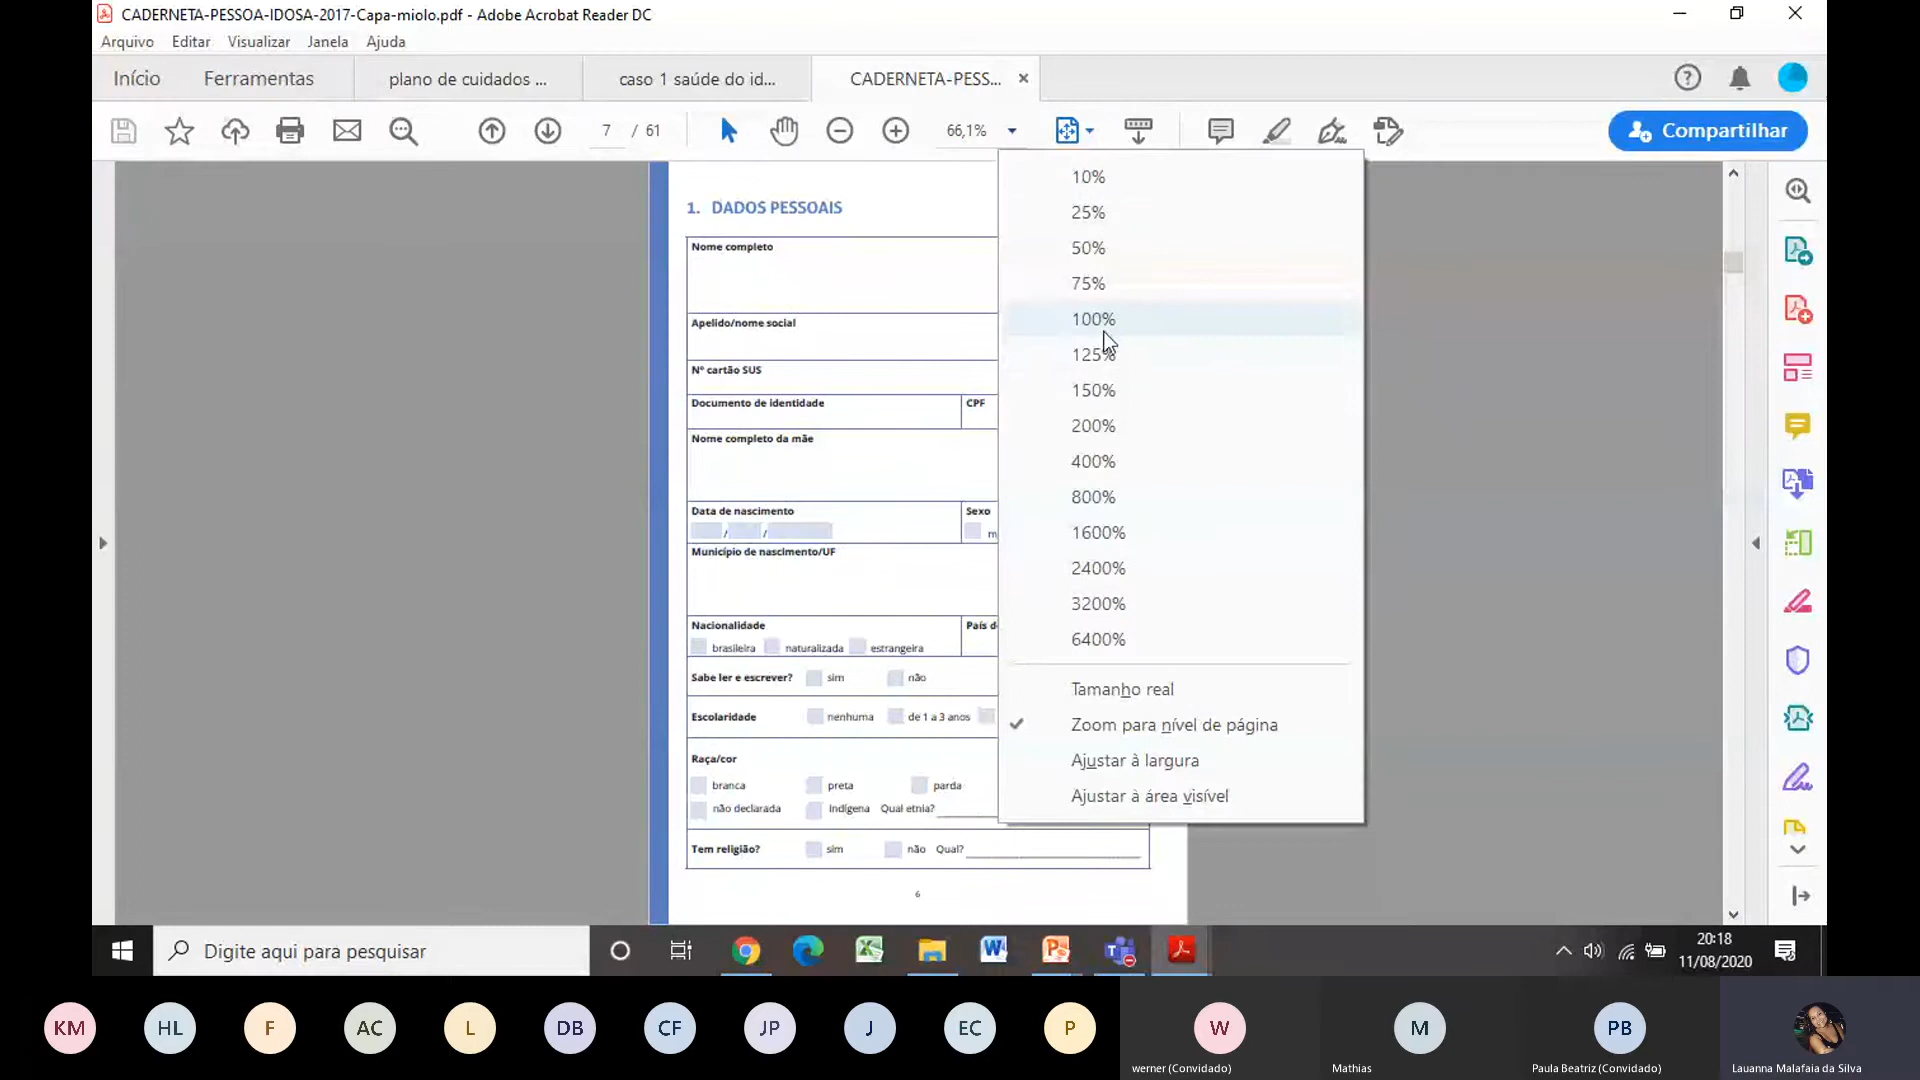 CADERNETA-PESSOA-IDOSA-2017-Capa-miolo.pdf - Adobe Acrobat Reader DC
Arquivo Editar Visualizar Janela Ajuda
Início Ferramentas plano de cuidados ... caso 1 saúde do id... CADERNETA-PESS... ×
7 / 61 66,1% Compartilhar
10%
25%
50%
75%
100%
125%
150%
200%
400%
800%
1600%
2400%
3200%
6400%
Tamanho real
Zoom para nível de página
Ajustar à largura
Ajustar à área visível
1. DADOS PESSOAIS
Nome completo
Apelido/nome social
Nº cartão SUS
Documento de identidade CPF
Nome completo da mãe
Data de nascimento Sexo
/ / m
Município de nascimento/UF
Nacionalidade País d
brasileira naturalizada estrangeira
Sabe ler e escrever? sim não
Escolaridade nenhuma de 1 a 3 anos
Raça/cor
branca preta parda
não declarada Indígena Qual etnia?
Tem religião? sim não Qual?
6
Digite aqui para pesquisar
20:18
11/08/2020
KM HL F AC L DB CF JP J EC P W M PB
werner (Convidado) Mathias Paula Beatriz (Convidado) Lauanna Malafaia da Silva